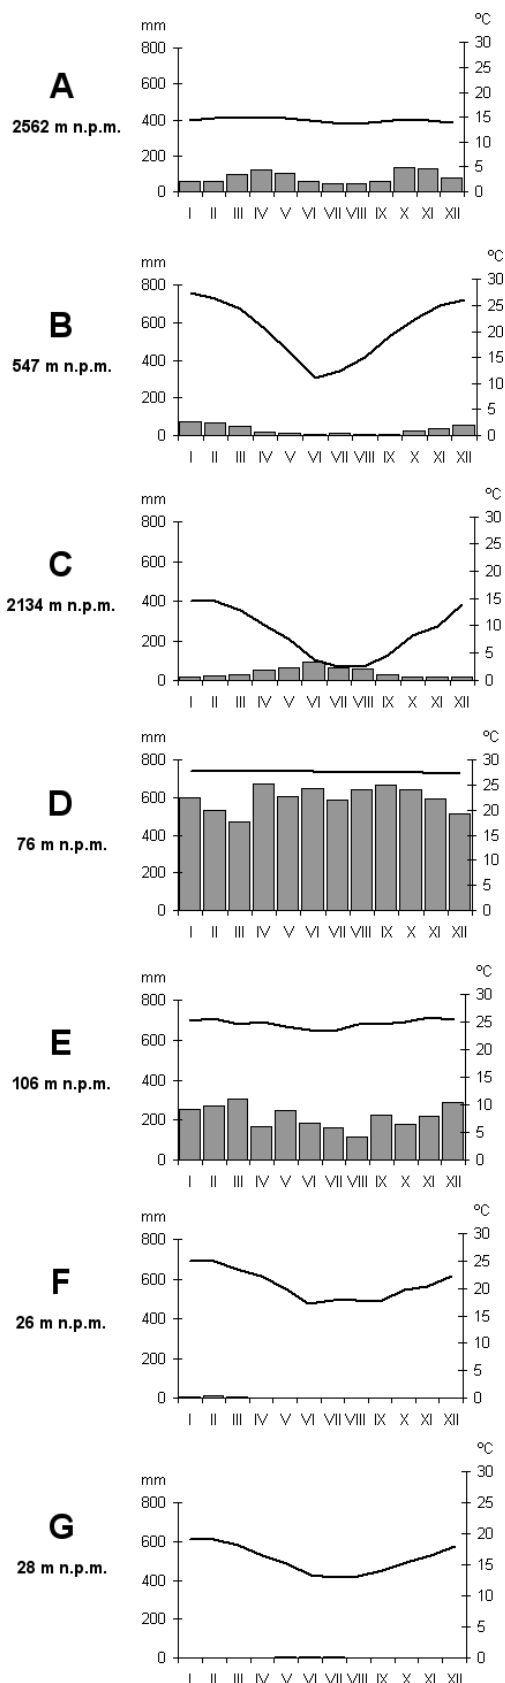 mm ºC
A
2562 m n.p.m.
800 600 400 200 0
30 25 20 15 10 5 0
I II III IV V VI VII VIII IX X XI XII
mm ºC
B
547 m n.p.m.
800 600 400 200 0
30 25 20 15 10 5 0
I II III IV V VI VII VIII IX X XI XII
mm ºC
C
2134 m n.p.m.
800 600 400 200 0
30 25 20 15 10 5 0
I II III IV V VI VII VIII IX X XI XII
mm ºC
D
76 m n.p.m.
800 600 400 200 0
30 25 20 15 10 5 0
I II III IV V VI VII VIII IX X XI XII
mm ºC
E
106 m n.p.m.
800 600 400 200 0
30 25 20 15 10 5 0
I II III IV V VI VII VIII IX X XI XII
mm ºC
F
26 m n.p.m.
800 600 400 200 0
30 25 20 15 10 5 0
I II III IV V VI VII VIII IX X XI XII
mm ºC
G
28 m n.p.m.
800 600 400 200 0
30 25 20 15 10 5 0
I II III IV V VI VII VIII IX X XI XII